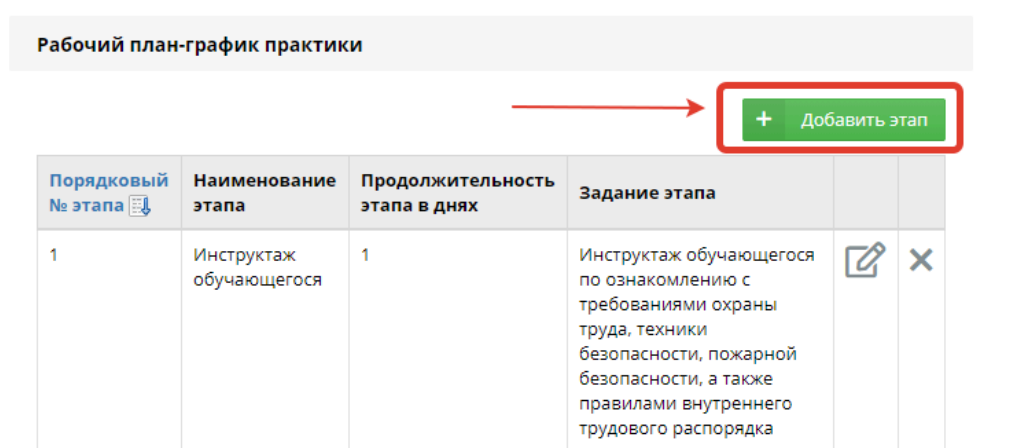 Рабочий план-график практики
+ Добавить этап
Порядковый № этапа
Наименование этапа
Продолжительность этапа в днях
Задание этапа
1
Инструктаж
обучающегося
1
Инструктаж обучающегося
по ознакомлению с
требованиями охраны
труда, техники
безопасности, пожарной
безопасности, а также
правилами внутреннего
трудового распорядка